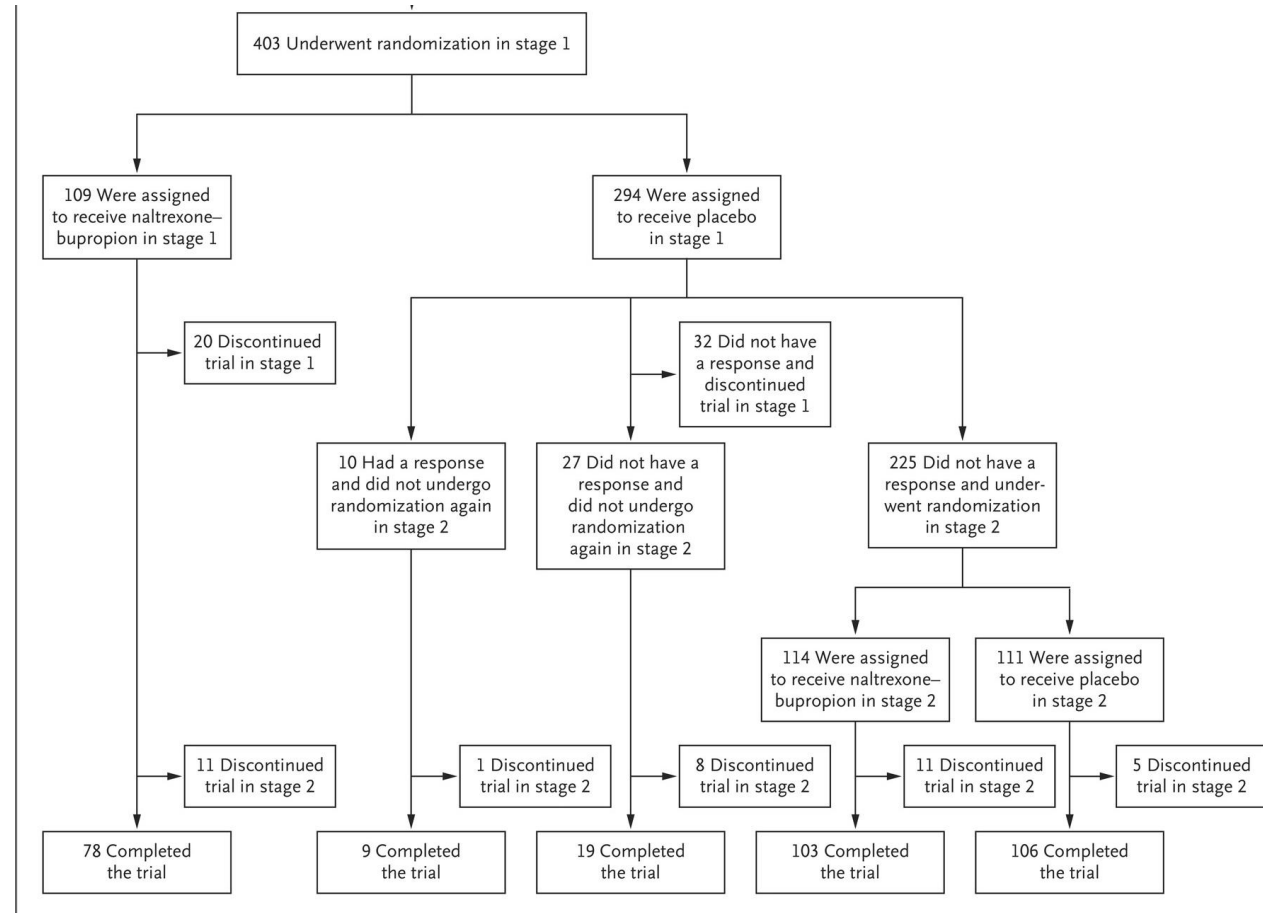 403 Underwent randomization in stage 1
109 Were assigned
to receive naltrexone–
bupropion in stage 1
294 Were assigned
to receive placebo
in stage 1
20 Discontinued
trial in stage 1
32 Did not have
a response and
discontinued
trial in stage 1
10 Had a response
and did not undergo
randomization again
in stage 2
27 Did not have a
response and
did not undergo
randomization
again in stage 2
225 Did not have a
response and under-
went randomization
in stage 2
114 Were assigned
to receive naltrexone–
bupropion in stage 2
111 Were assigned
to receive placebo
in stage 2
11 Discontinued
trial in stage 2
1 Discontinued
trial in stage 2
8 Discontinued
trial in stage 2
11 Discontinued
trial in stage 2
5 Discontinued
trial in stage 2
78 Completed
the trial
9 Completed
the trial
19 Completed
the trial
103 Completed
the trial
106 Completed
the trial